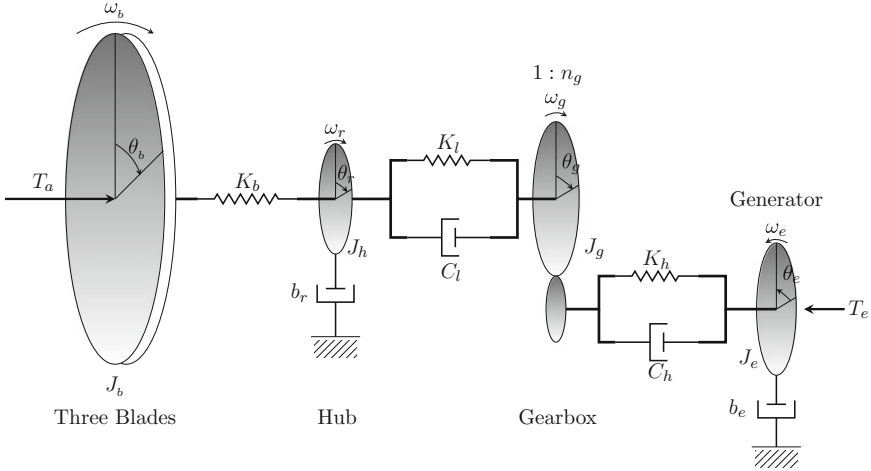 ω_b
1 : n_g
ω_g
ω_r
K_l
θ_b
θ_r
θ_g
T_a
K_b
Generator
ω_e
J_h
J_g
C_l
K_h
θ_e
b_r
T_e
C_h
J_e
J_b
b_e
Three Blades
Hub
Gearbox